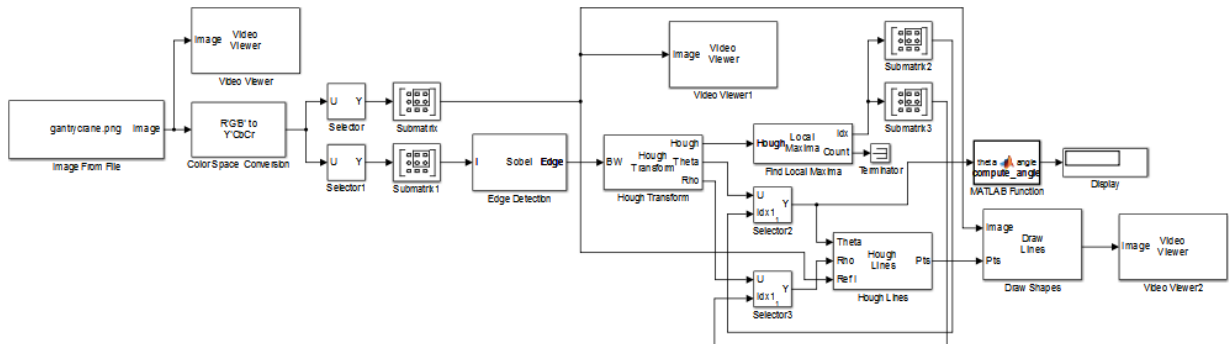 Image
Video
Viewer
Video Viewer
gantrycrane.png
Image
Image From File
R'G'B' to
Y'CbCr
Color Space Conversion
U
Y
Selector
Submatrix
U
Y
Selector1
Submatrix1
I
Sobel
Edge
Edge Detection
Image
Video
Viewer
Video Viewer1
BW
Hough
Transform
Hough
Theta
Rho
Hough Transform
Hough
Local
Maxima
Idx
Count
Find Local Maxima
Terminator
Submatrix2
Submatrix3
U
Idx1
1
Y
Selector2
U
Idx1
1
Y
Selector3
Theta
Rho
Ref I
Hough
Lines
Pts
Hough Lines
theta
angle
compute_angle
MATLAB Function
Display
Image
Pts
Draw
Lines
Draw Shapes
Image
Video
Viewer
Video Viewer2